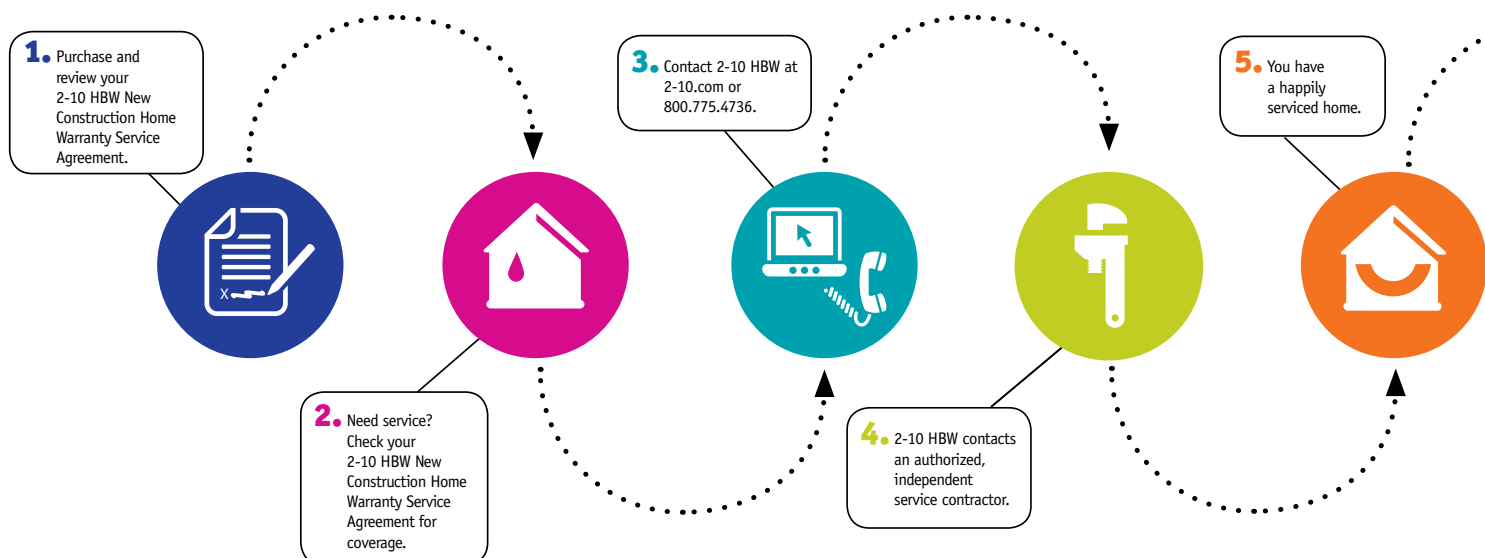 1. Purchase and
review your
2-10 HBW New
Construction Home
Warranty Service
Agreement.
X
2. Need service?
Check your
2-10 HBW New
Construction Home
Warranty Service
Agreement for
coverage.
3. Contact 2-10 HBW at
2-10.com or
800.775.4736.
4. 2-10 HBW contacts
an authorized,
independent
service contractor.
5. You have
a happily
serviced home.